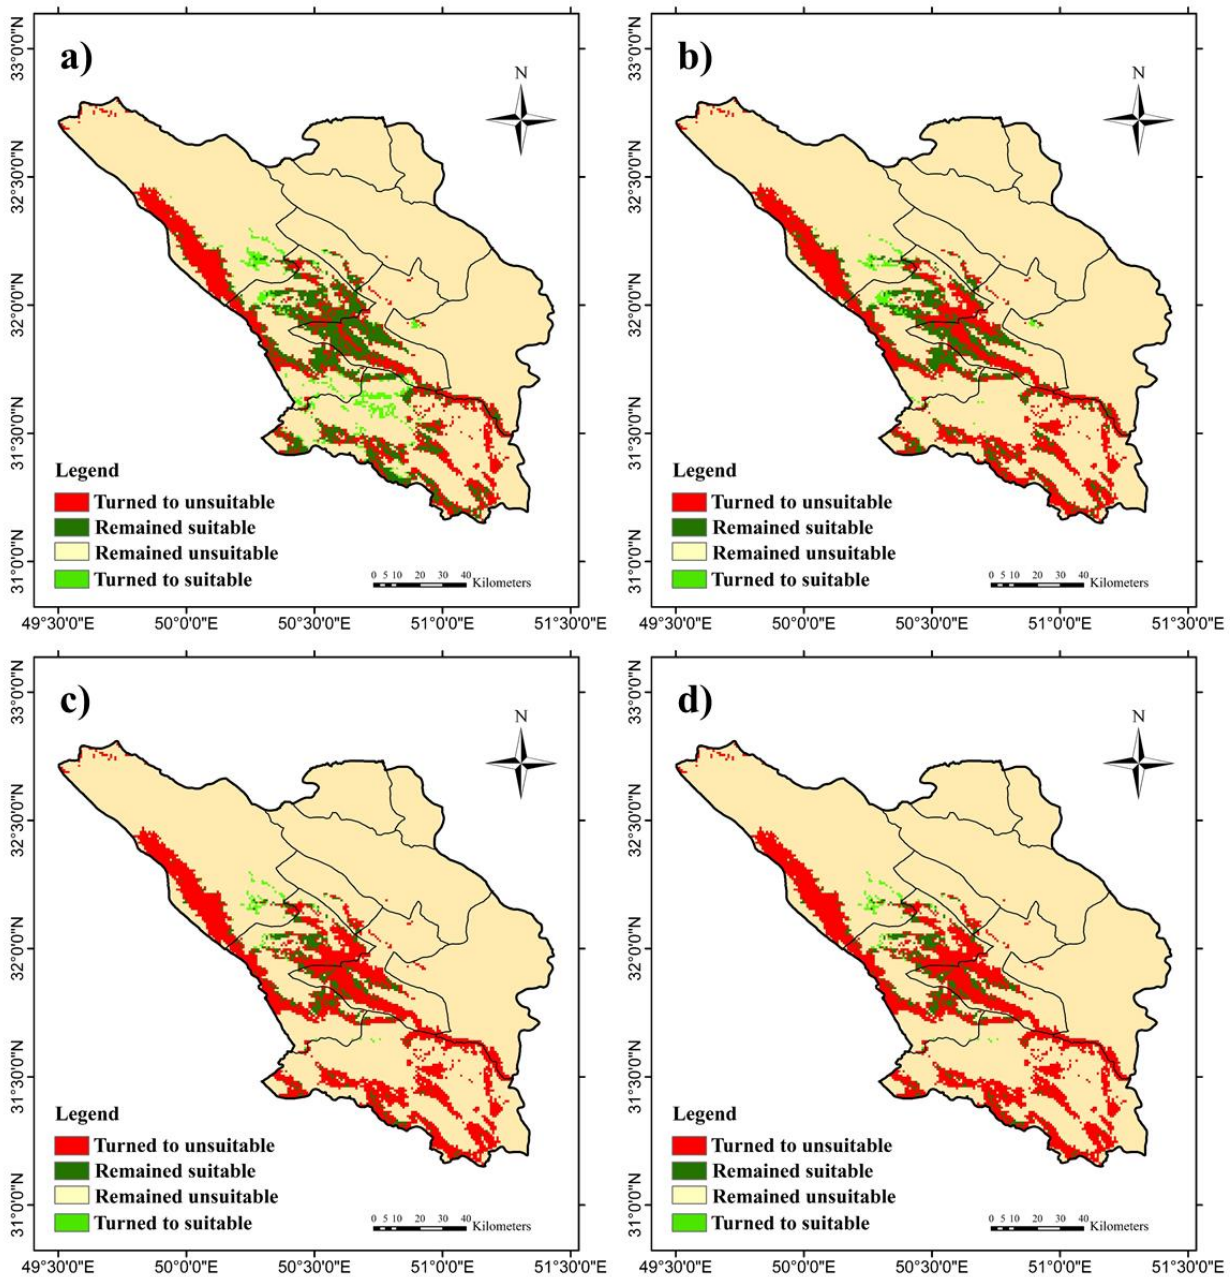 a)
N
33°0'0"N
32°30'0"N
32°0'0"N
31°30'0"N
31°0'0"N
Legend
Turned to unsuitable
Remained suitable
Remained unsuitable
Turned to suitable
0 5 10 20 30 40 Kilometers
49°30'0"E 50°0'0"E 50°30'0"E 51°0'0"E 51°30'0"E
b)
N
33°0'0"N
32°30'0"N
32°0'0"N
31°30'0"N
31°0'0"N
Legend
Turned to unsuitable
Remained suitable
Remained unsuitable
Turned to suitable
0 5 10 20 30 40 Kilometers
49°30'0"E 50°0'0"E 50°30'0"E 51°0'0"E 51°30'0"E
c)
N
33°0'0"N
32°30'0"N
32°0'0"N
31°30'0"N
31°0'0"N
Legend
Turned to unsuitable
Remained suitable
Remained unsuitable
Turned to suitable
0 5 10 20 30 40 Kilometers
49°30'0"E 50°0'0"E 50°30'0"E 51°0'0"E 51°30'0"E
d)
N
33°0'0"N
32°30'0"N
32°0'0"N
31°30'0"N
31°0'0"N
Legend
Turned to unsuitable
Remained suitable
Remained unsuitable
Turned to suitable
0 5 10 20 30 40 Kilometers
49°30'0"E 50°0'0"E 50°30'0"E 51°0'0"E 51°30'0"E